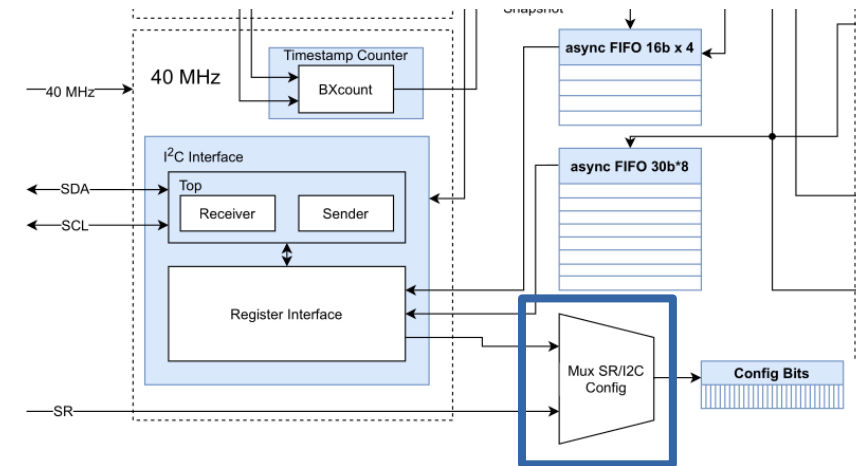 Snapshot
async FIFO 16b x 4
Timestamp Counter
BXcount
40 MHz
40 MHz
I²C Interface
Top
Receiver
Sender
SDA
SCL
async FIFO 30b*8
Register Interface
Mux SR/I2C
Config
Config Bits
SR